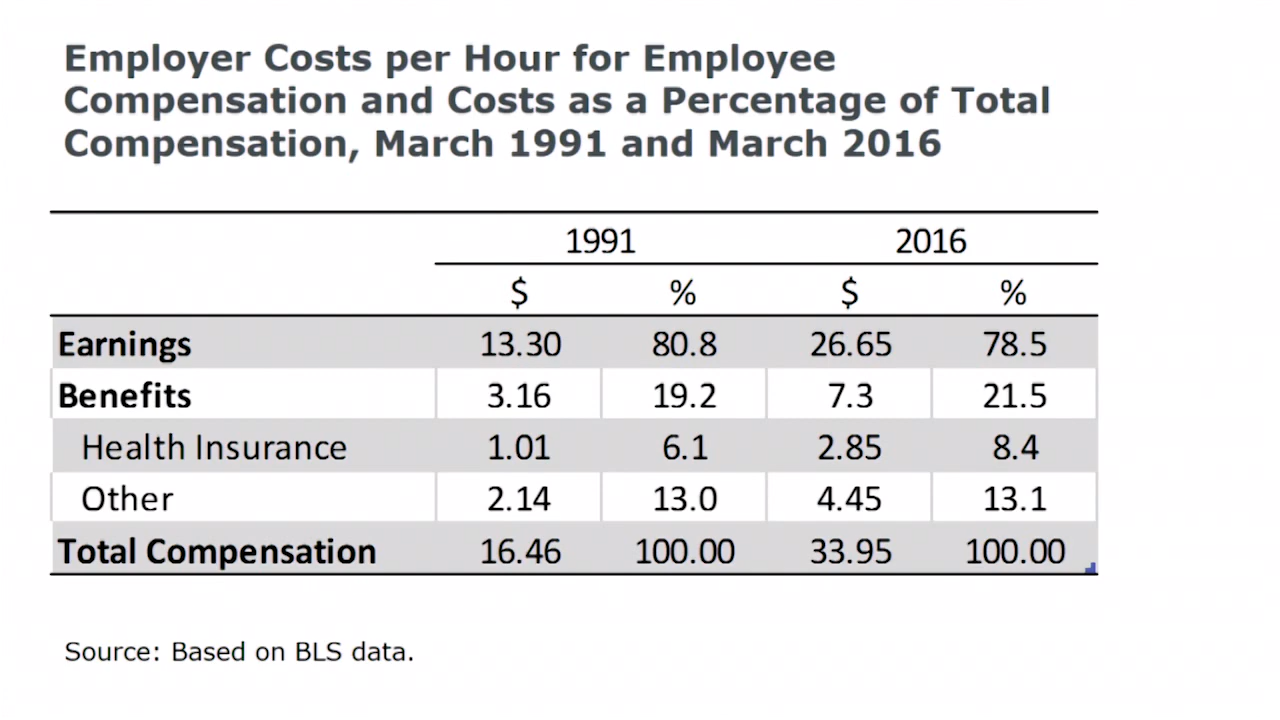 Employer Costs per Hour for Employee
Compensation and Costs as a Percentage of Total
Compensation, March 1991 and March 2016
1991 2016
$ % $ %
Earnings 13.30 80.8 26.65 78.5
Benefits 3.16 19.2 7.3 21.5
Health Insurance 1.01 6.1 2.85 8.4
Other 2.14 13.0 4.45 13.1
Total Compensation 16.46 100.00 33.95 100.00
Source: Based on BLS data.